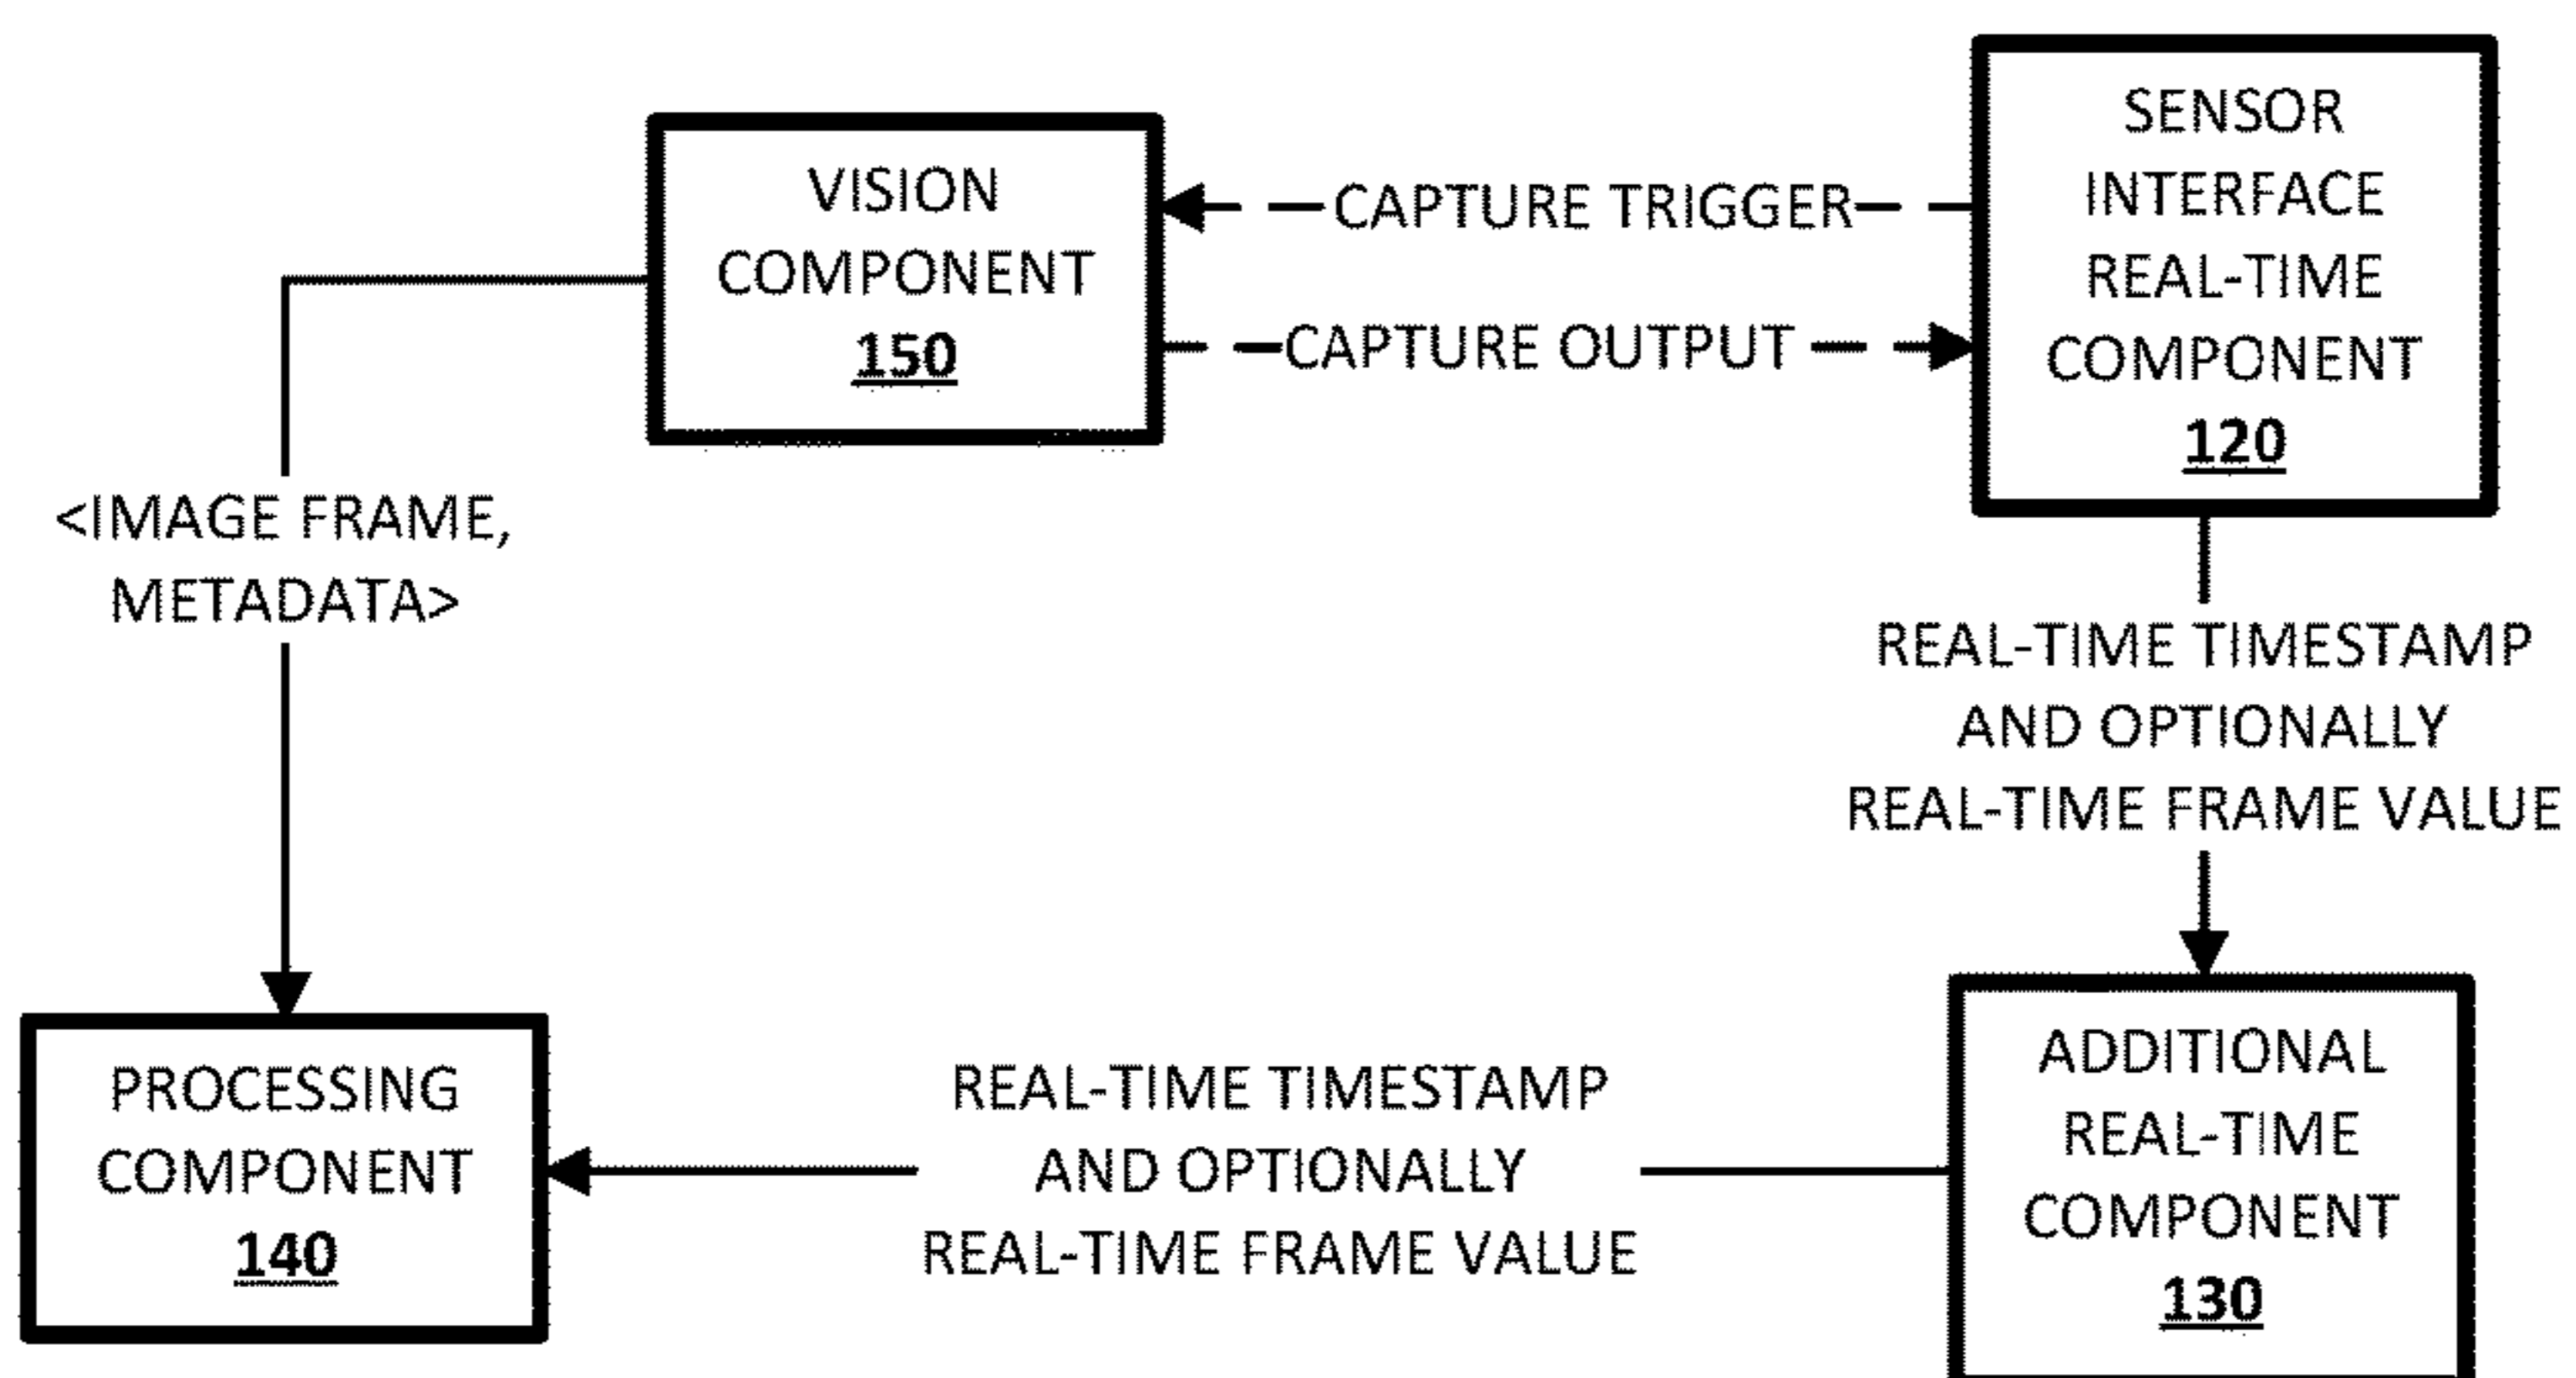 VISION
COMPONENT
150
CAPTURE TRIGGER
CAPTURE OUTPUT
SENSOR
INTERFACE
REAL-TIME
COMPONENT
120
<IMAGE FRAME,
METADATA>
REAL-TIME TIMESTAMP
AND OPTIONALLY
REAL-TIME FRAME VALUE
PROCESSING
COMPONENT
140
REAL-TIME TIMESTAMP
AND OPTIONALLY
REAL-TIME FRAME VALUE
ADDITIONAL
REAL-TIME
COMPONENT
130